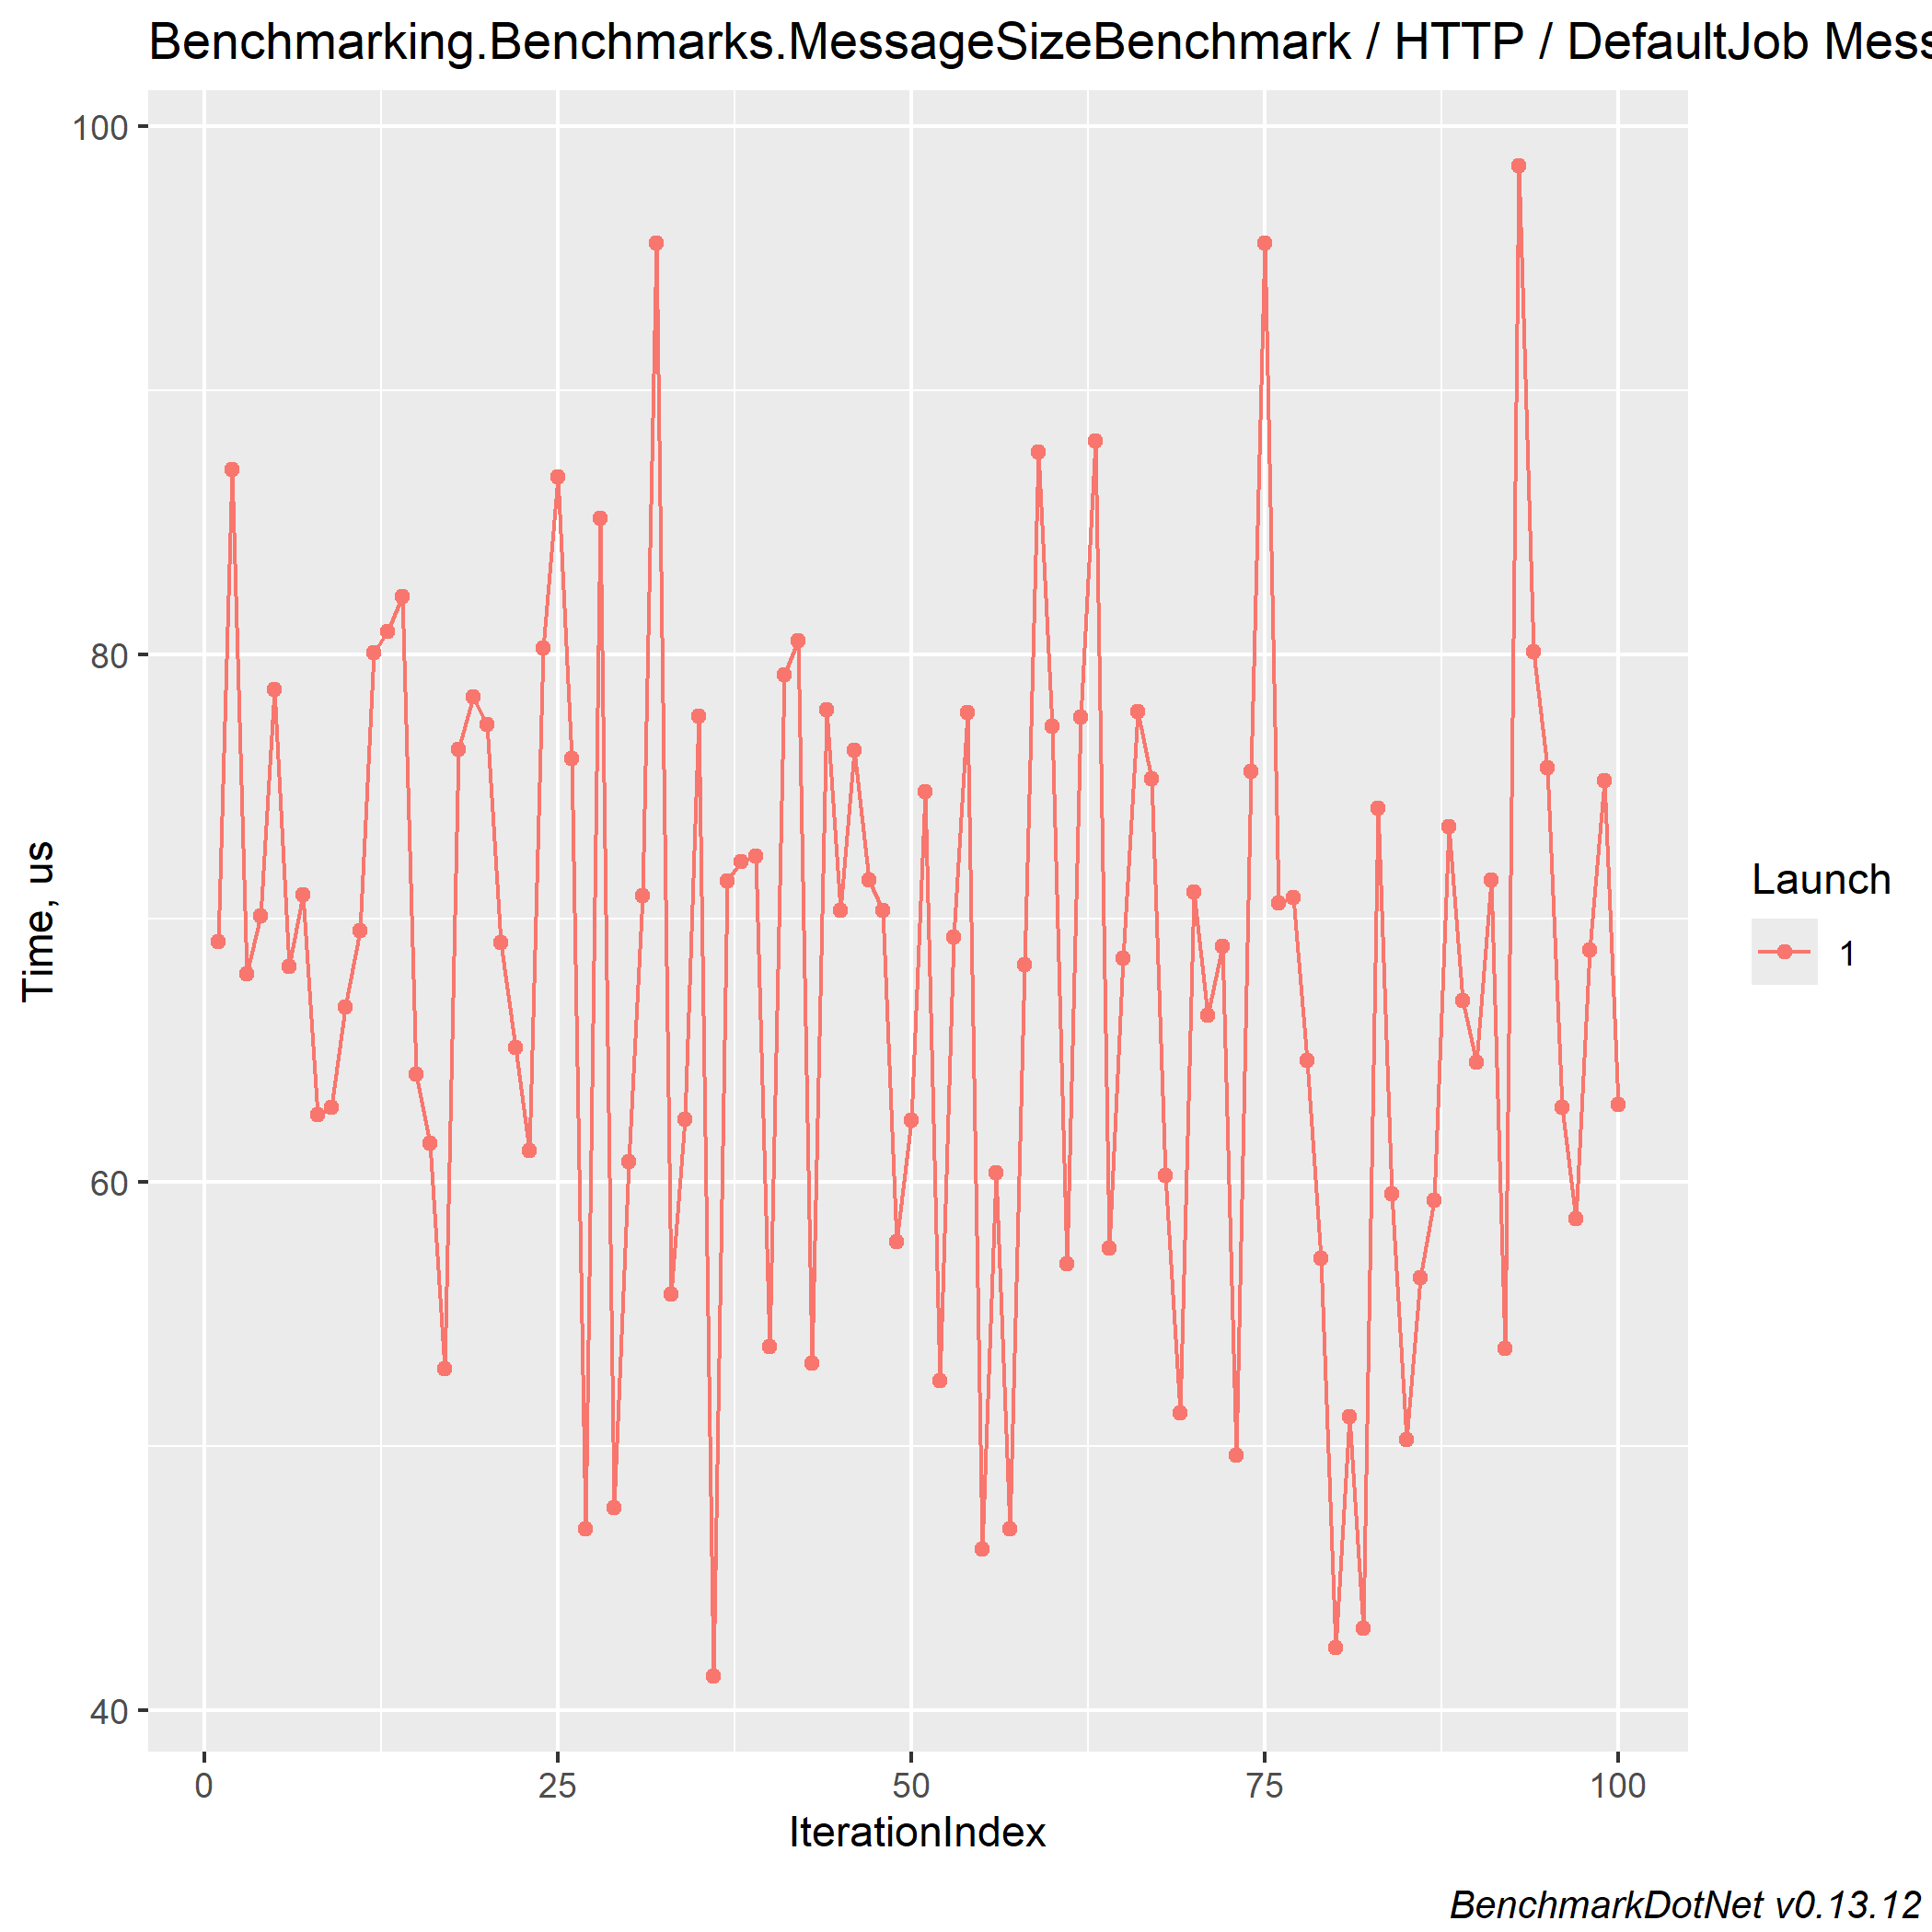 Benchmarking.Benchmarks.MessageSizeBenchmark / HTTP / DefaultJob Mess
100
80
60
40
Time, us
0 25 50 75 100
IterationIndex
Launch
1
BenchmarkDotNet v0.13.12